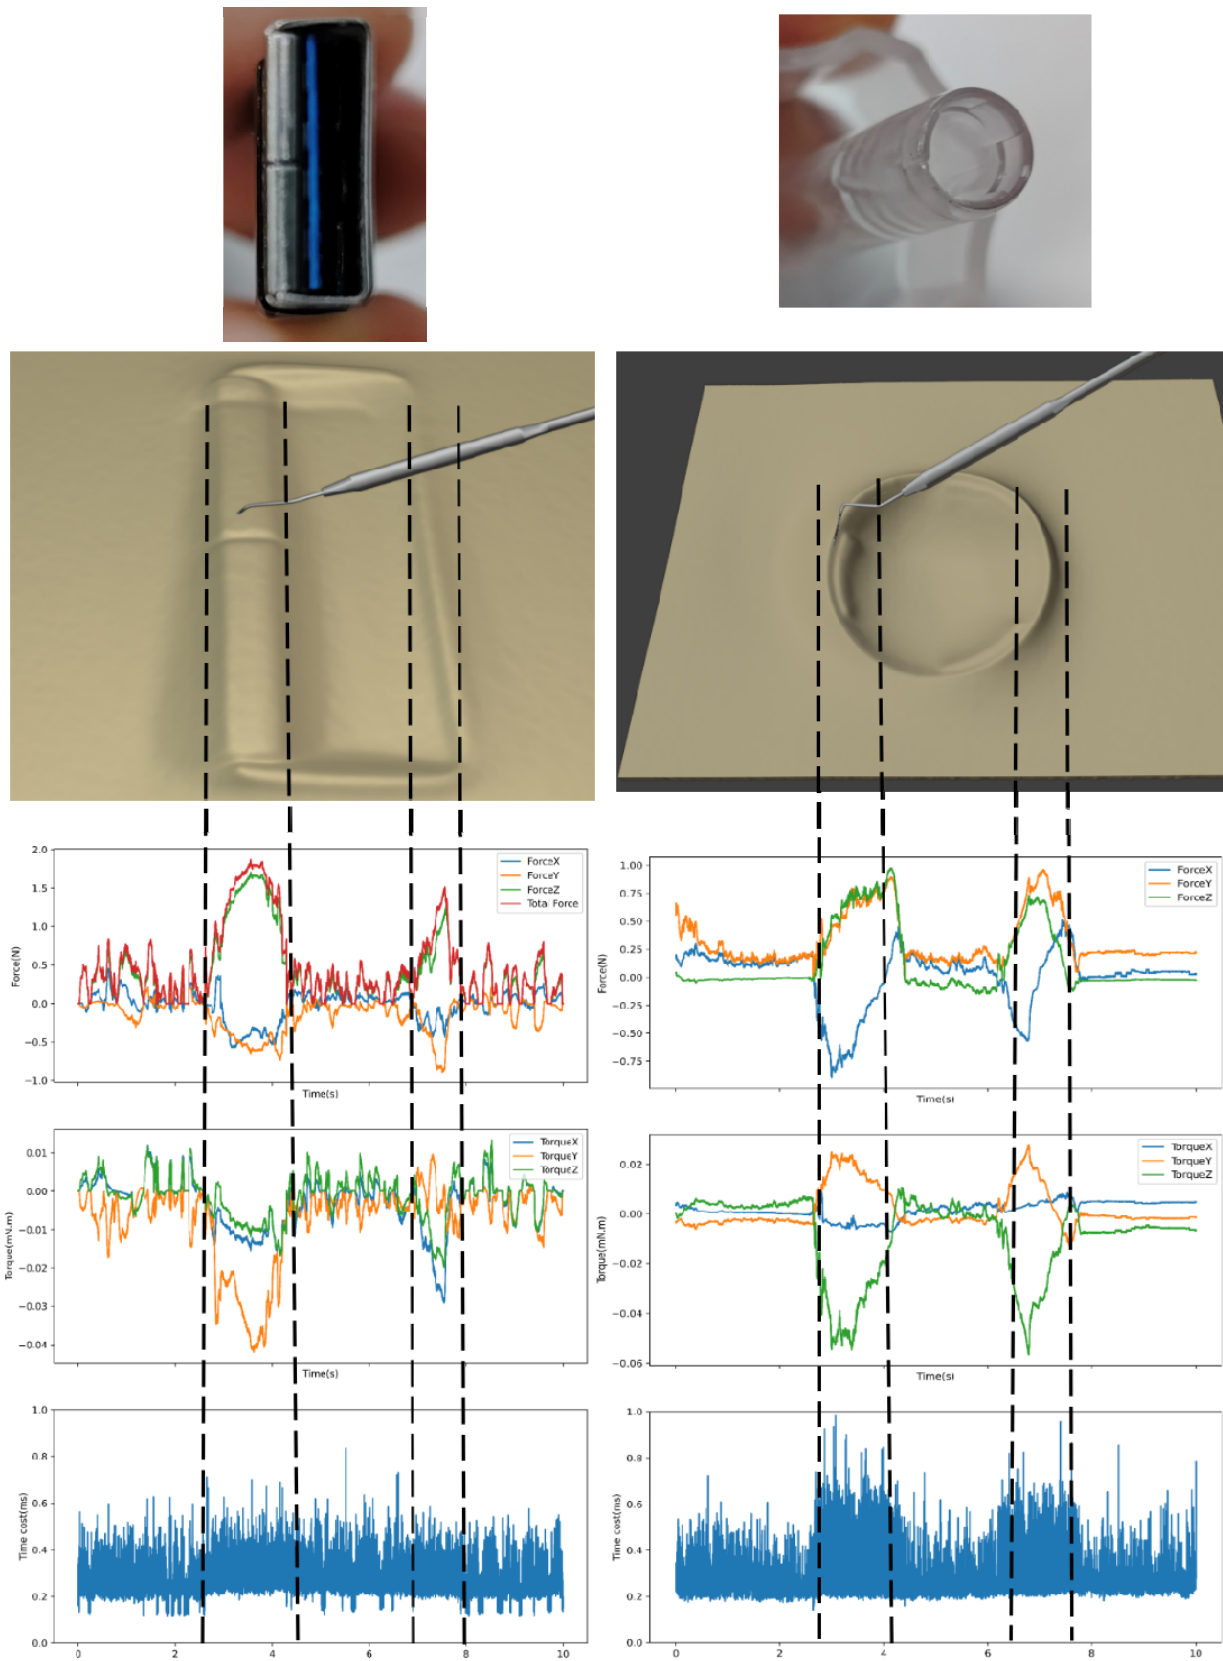 2.0
1.5
1.0
0.5
0.0
−0.5
−1.0
Force(N)
ForceX
ForceY
ForceZ
Total Force
Time(s)
1.00
0.75
0.50
0.25
0.00
−0.25
−0.50
−0.75
Force(N)
ForceX
ForceY
ForceZ
Time(s)
0.01
0.00
−0.01
−0.02
−0.03
−0.04
Torque(mN.m)
TorqueX
TorqueY
TorqueZ
Time(s)
0.02
0.00
−0.02
−0.04
−0.06
Torque(mN.m)
TorqueX
TorqueY
TorqueZ
Time(s)
1.0
0.8
0.6
0.4
0.2
0.0
Time cost(ms)
0 2 4 6 8 10
1.0
0.8
0.6
0.4
0.2
0.0
Time cost(ms)
0 2 4 6 8 10